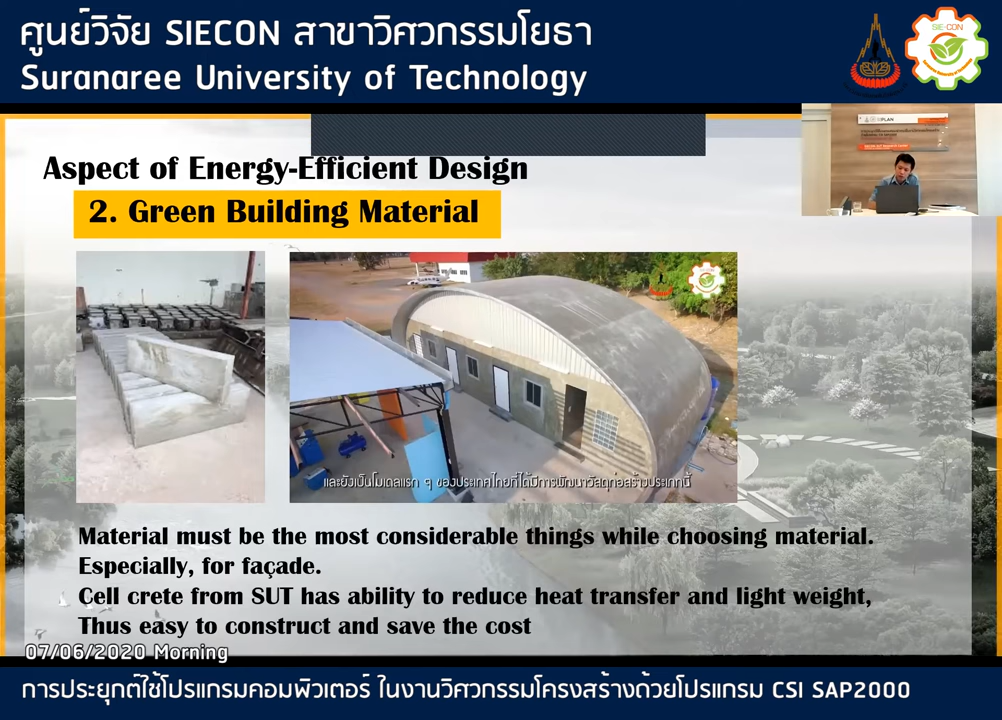 ศูนย์วิจัย SIECON สาขาวิศวกรรมโยธา
Suranaree University of Technology
SIE-CON
Aspect of Energy-Efficient Design
2. Green Building Material
และยังเป็นโมเดลแรก ๆ ของประเทศไทยที่ได้มีการพัฒนาวัสดุก่อสร้างประเภทนี้
Material must be the most considerable things while choosing material.
Especially, for façade.
Cell crete from SUT has ability to reduce heat transfer and light weight,
Thus easy to construct and save the cost
07/06/2020 Morning
การประยุกต์ใช้โปรแกรมคอมพิวเตอร์ ในงานวิศวกรรมโครงสร้างด้วยโปรแกรม CSI SAP2000